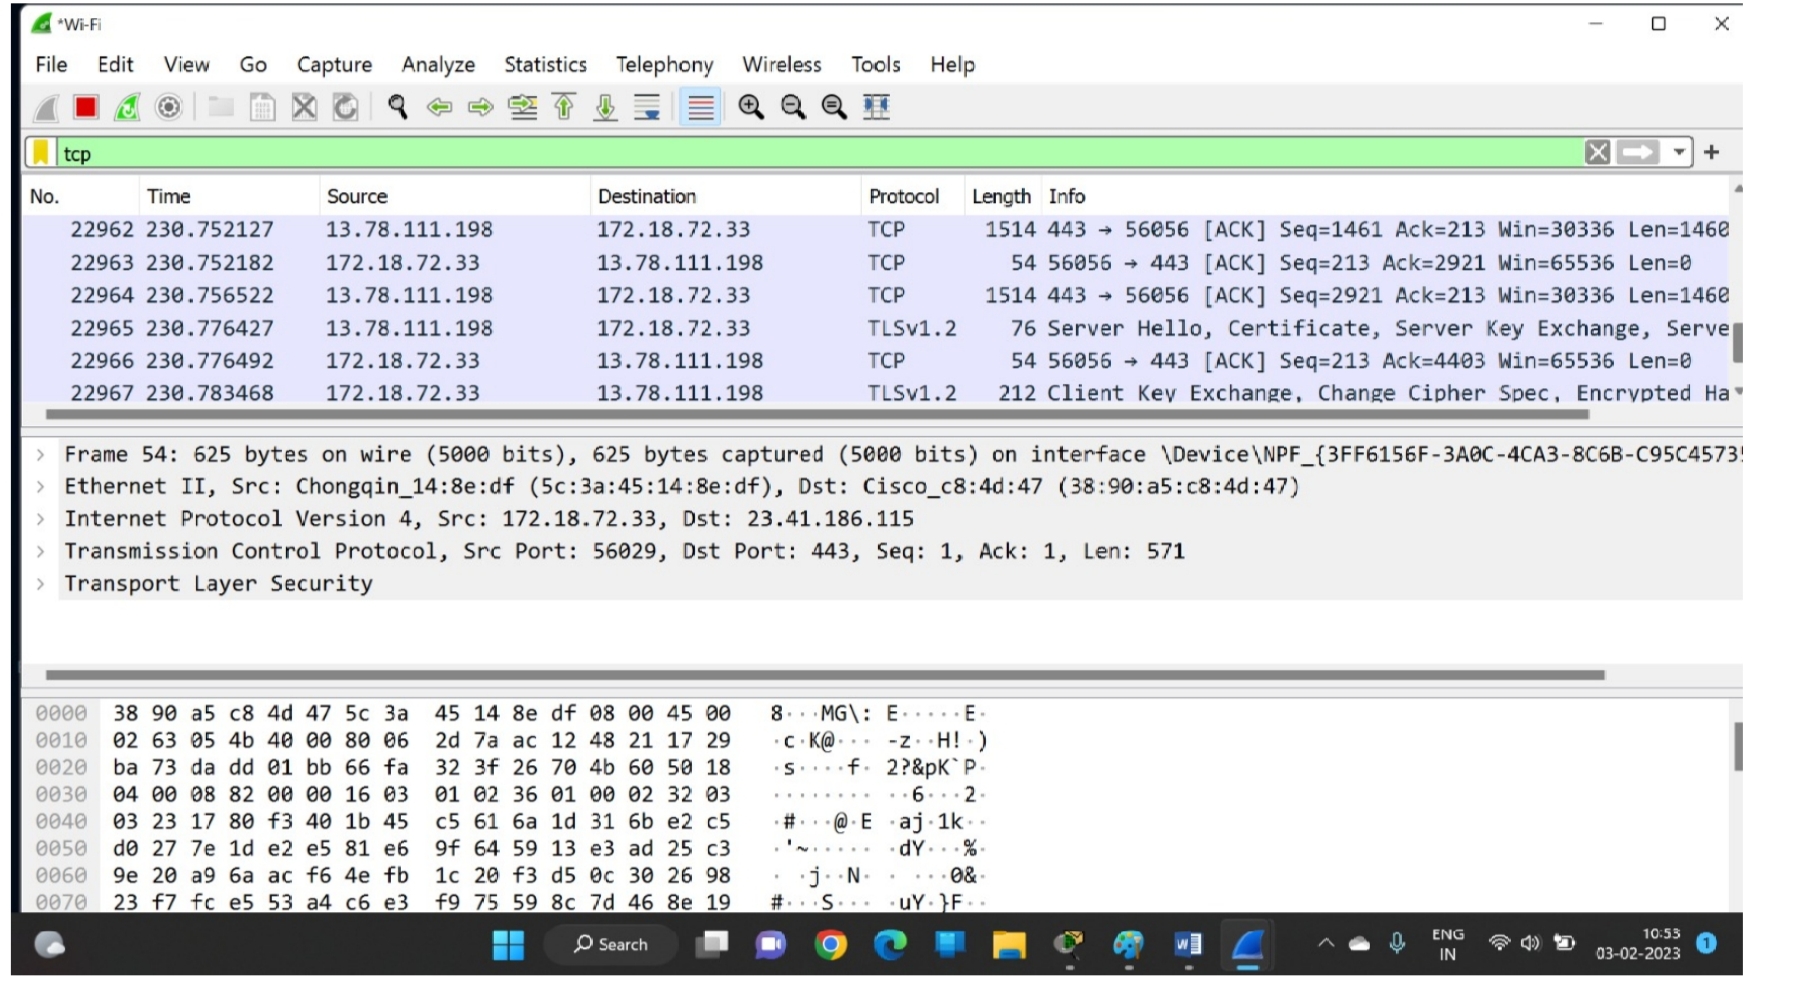 *Wi-Fi
File Edit View Go Capture Analyze Statistics Telephony Wireless Tools Help
tcp
No. Time Source Destination Protocol Length Info
22962 230.752127 13.78.111.198 172.18.72.33 TCP 1514 443 → 56056 [ACK] Seq=1461 Ack=213 Win=30336 Len=1460
22963 230.752182 172.18.72.33 13.78.111.198 TCP 54 56056 → 443 [ACK] Seq=213 Ack=2921 Win=65536 Len=0
22964 230.756522 13.78.111.198 172.18.72.33 TCP 1514 443 → 56056 [ACK] Seq=2921 Ack=213 Win=30336 Len=1460
22965 230.776427 13.78.111.198 172.18.72.33 TLSv1.2 76 Server Hello, Certificate, Server Key Exchange, Serve
22966 230.776492 172.18.72.33 13.78.111.198 TCP 54 56056 → 443 [ACK] Seq=213 Ack=4403 Win=65536 Len=0
22967 230.783468 172.18.72.33 13.78.111.198 TLSv1.2 212 Client Key Exchange, Change Cipher Spec, Encrypted Ha
Frame 54: 625 bytes on wire (5000 bits), 625 bytes captured (5000 bits) on interface \Device\NPF_{3FF6156F-3A0C-4CA3-8C6B-C95C4573
Ethernet II, Src: Chongqin_14:8e:df (5c:3a:45:14:8e:df), Dst: Cisco_c8:4d:47 (38:90:a5:c8:4d:47)
Internet Protocol Version 4, Src: 172.18.72.33, Dst: 23.41.186.115
Transmission Control Protocol, Src Port: 56029, Dst Port: 443, Seq: 1, Ack: 1, Len: 571
Transport Layer Security
0000 38 90 a5 c8 4d 47 5c 3a 45 14 8e df 08 00 45 00 8···MG\: E·····E·
0010 02 63 05 4b 40 00 80 06 2d 7a ac 12 48 21 17 29 ·c·K@··· -z··H!·)
0020 ba 73 da dd 01 bb 66 fa 32 3f 26 70 4b 60 50 18 ·s····f· 2?&pK`P·
0030 04 00 08 82 00 00 16 03 01 02 36 01 00 02 32 03 ········ ··6···2·
0040 03 23 17 80 f3 40 1b 45 c5 61 6a 1d 31 6b e2 c5 ·#···@·E ·aj·1k··
0050 d0 27 7e 1d e2 e5 81 e6 9f 64 59 13 e3 ad 25 c3 ·'~····· ·dY···%·
0060 9e 20 a9 6a ac f6 4e fb 1c 20 f3 d5 0c 30 26 98 · ·j··N· · ···0&·
0070 23 f7 fc e5 53 a4 c6 e3 f9 75 59 8c 7d 46 8e 19 #···S··· ·uY·}F··
Search
ENG
IN
10:53
03-02-2023
1